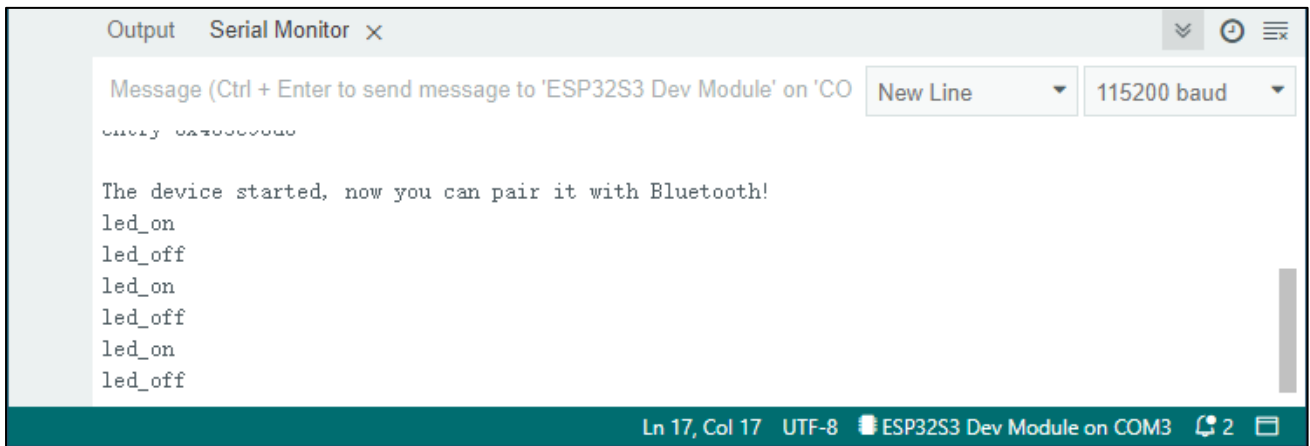 Output Serial Monitor
Message (Ctrl + Enter to send message to 'ESP32S3 Dev Module' on 'CO New Line 115200 baud
The device started, now you can pair it with Bluetooth!
led_on
led_off
led_on
led_off
led_on
led_off
Ln 17, Col 17 UTF-8 ESP32S3 Dev Module on COM3 2